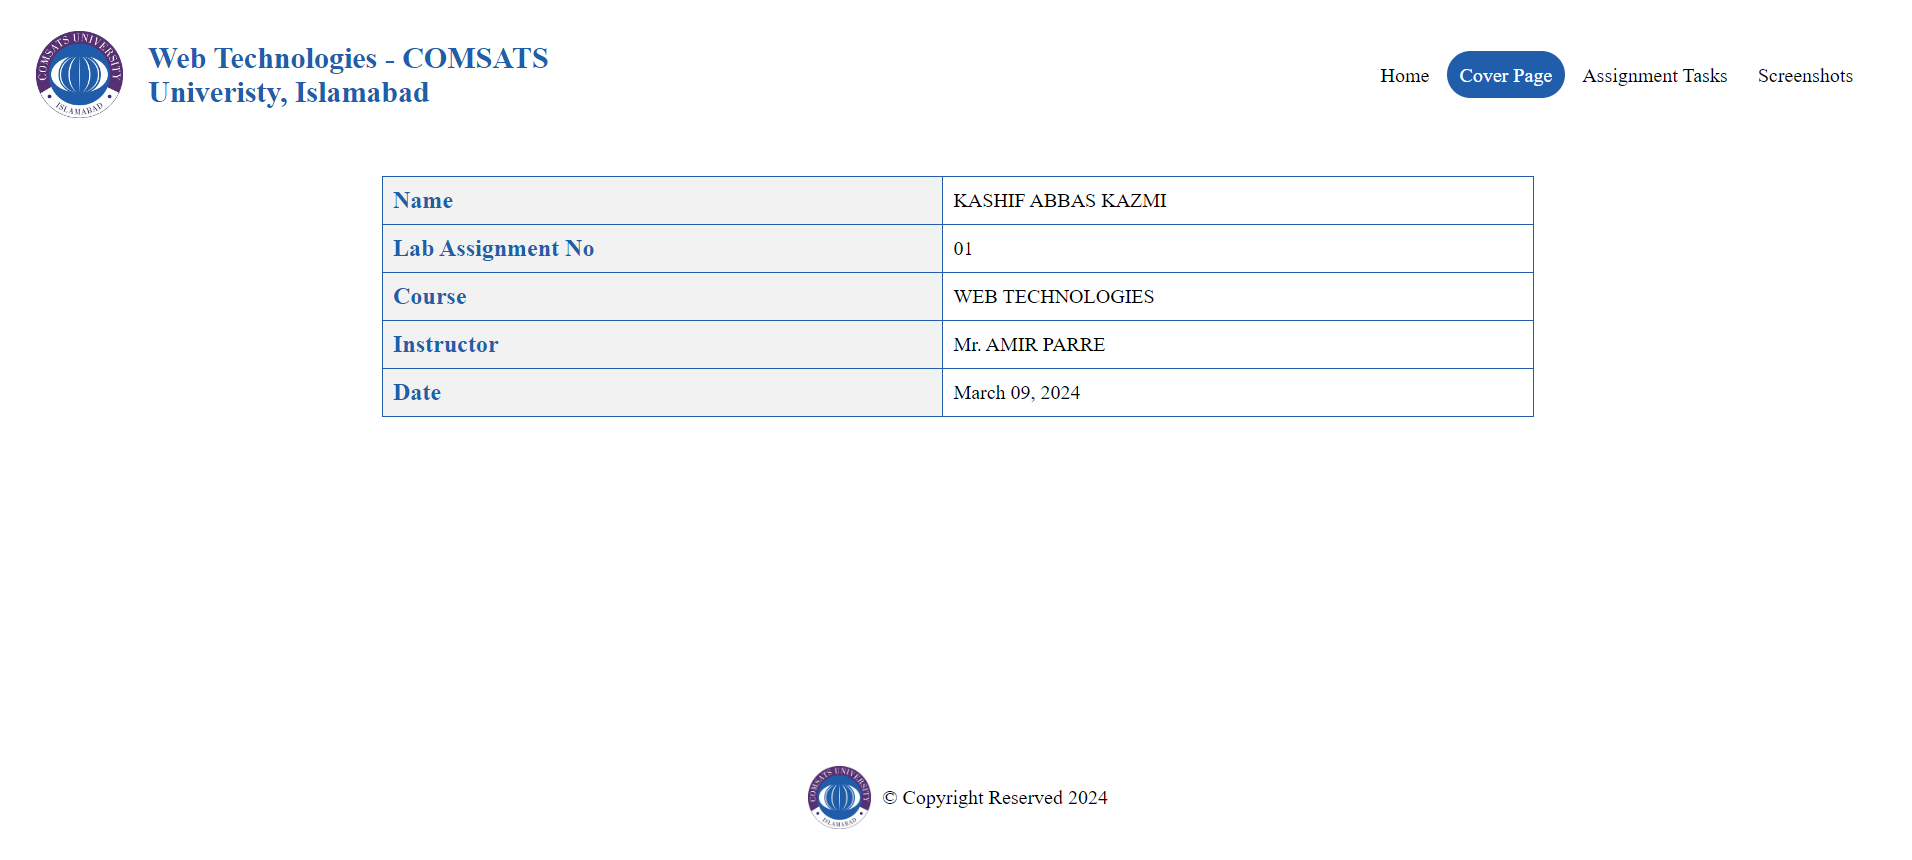 COMSATS UNIVERSITY
ISLAMABAD
Web Technologies - COMSATS
Univeristy, Islamabad
Home Cover Page Assignment Tasks Screenshots
Name KASHIF ABBAS KAZMI
Lab Assignment No 01
Course WEB TECHNOLOGIES
Instructor Mr. AMIR PARRE
Date March 09, 2024
COMSATS UNIVERSITY
ISLAMABAD
© Copyright Reserved 2024